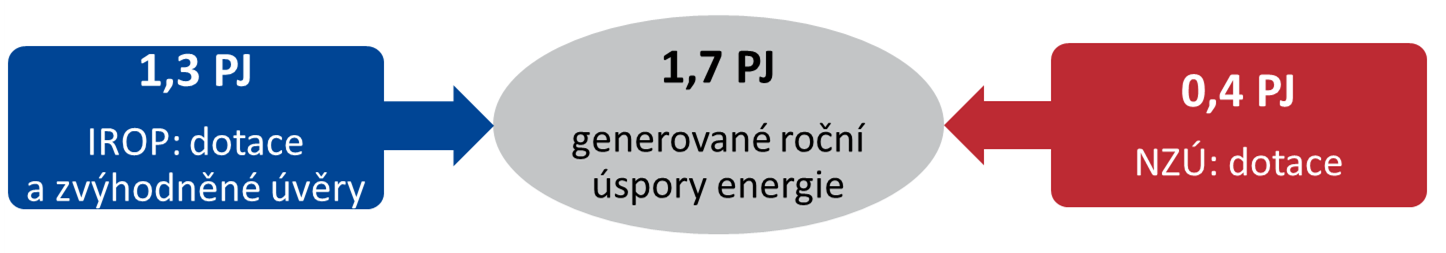 1,3 PJ
IROP: dotace
a zvýhodněné úvěry
1,7 PJ
generované roční
úspory energie
0,4 PJ
NZÚ: dotace